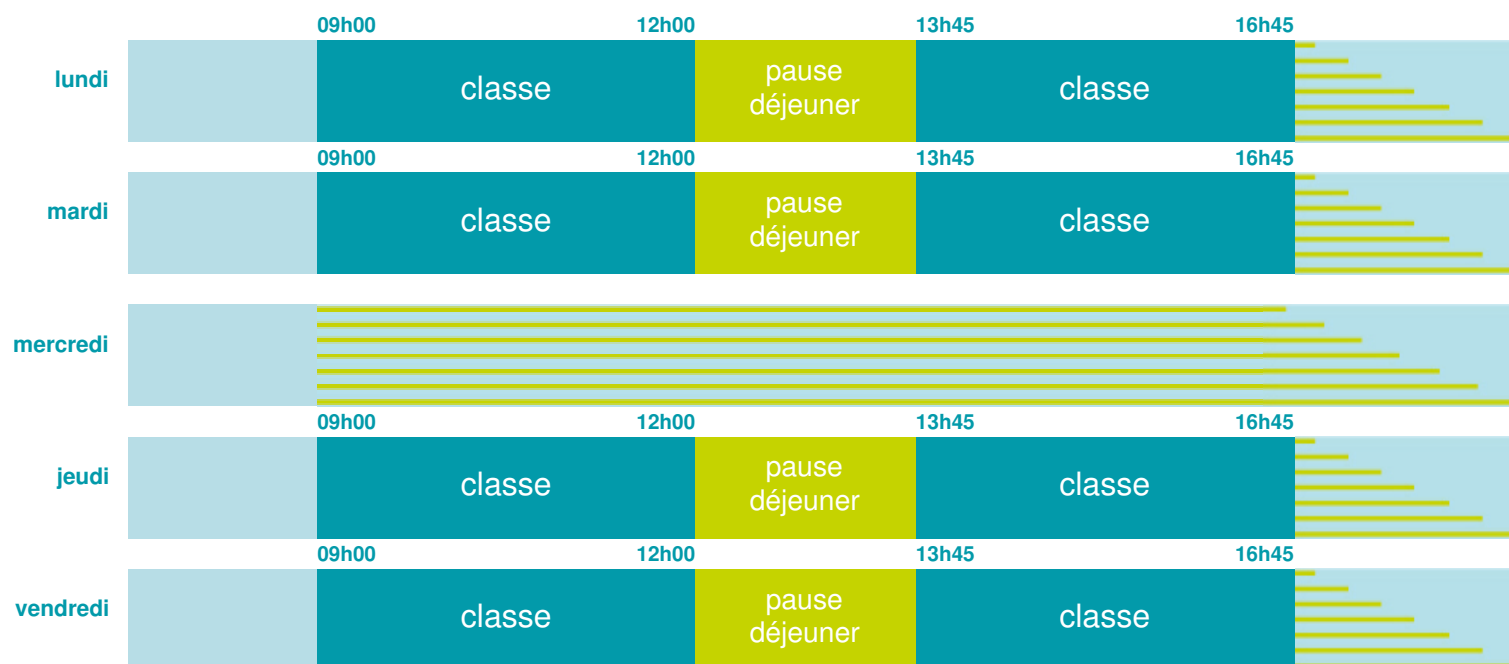 09h00 12h00 13h45 16h45
lundi classe pause déjeuner classe
09h00 12h00 13h45 16h45
mardi classe pause déjeuner classe
mercredi
09h00 12h00 13h45 16h45
jeudi classe pause déjeuner classe
09h00 12h00 13h45 16h45
vendredi classe pause déjeuner classe